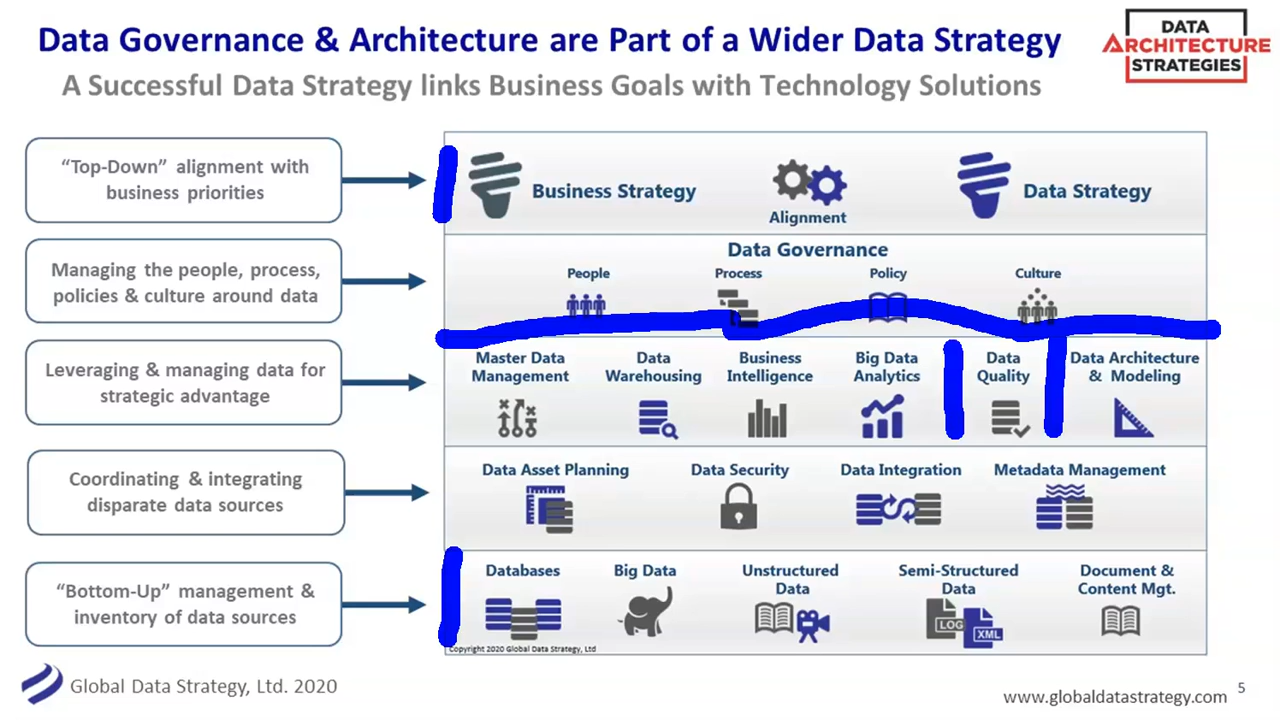 Data Governance & Architecture are Part of a Wider Data Strategy
DATA
ARCHITECTURE
STRATEGIES
A Successful Data Strategy links Business Goals with Technology Solutions
“Top-Down” alignment with
business priorities
Business Strategy
Alignment
Data Strategy
Managing the people, process,
policies & culture around data
Data Governance
People
Process
Policy
Culture
Leveraging & managing data for
strategic advantage
Master Data
Management
Data
Warehousing
Business
Intelligence
Big Data
Analytics
Data
Quality
Data Architecture
& Modeling
Coordinating & integrating
disparate data sources
Data Asset Planning
Data Security
Data Integration
Metadata Management
“Bottom-Up” management &
inventory of data sources
Databases
Big Data
Unstructured
Data
Semi-Structured
Data
LOG
XML
Document &
Content Mgt.
Copyright 2020 Global Data Strategy, Ltd
Global Data Strategy, Ltd. 2020
www.globaldatastrategy.com
5